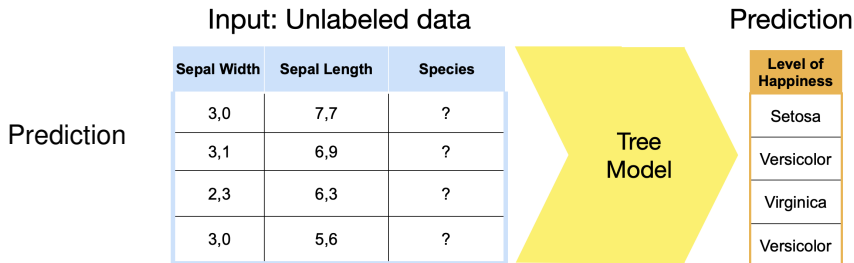 Input: Unlabeled data
Prediction
Sepal Width Sepal Length Species
Level of
Happiness
3,0 7,7 ?
Setosa
Prediction
3,1 6,9 ?
Versicolor
Tree
Model
2,3 6,3 ?
Virginica
3,0 5,6 ?
Versicolor